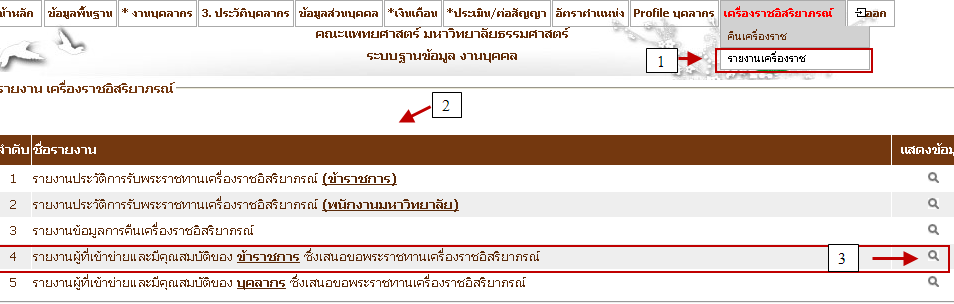 ข้อมูลพื้นฐาน * งานบุคลากร 3. ประวัติบุคลากร ข้อมูลส่วนบุคคล *เงินเดือน *ประเมิน/ต่อสัญญา อัตราตำแหน่ง Profile บุคลากร เครื่องราชอิสริยาภรณ์ ออก
คณะแพทยศาสตร์ มหาวิทยาลัยธรรมศาสตร์
คืนเครื่องราช
ระบบฐานข้อมูล งานบุคคล
1 รายงานเครื่องราช
รายงาน เครื่องราชอิสริยาภรณ์
2
ลำดับ ชื่อรายงาน
1 รายงานประวัติการรับพระราชทานเครื่องราชอิสริยาภรณ์ (ข้าราชการ)
2 รายงานประวัติการรับพระราชทานเครื่องราชอิสริยาภรณ์ (พนักงานมหาวิทยาลัย)
3 รายงานข้อมูลการคืนเครื่องราชอิสริยาภรณ์
4 รายงานผู้ที่เข้าข่ายและมีคุณสมบัติของ ข้าราชการ ซึ่งเสนอขอพระราชทานเครื่องราชอิสริยาภรณ์ 3
5 รายงานผู้ที่เข้าข่ายและมีคุณสมบัติของ บุคลากร ซึ่งเสนอขอพระราชทานเครื่องราชอิสริยาภรณ์